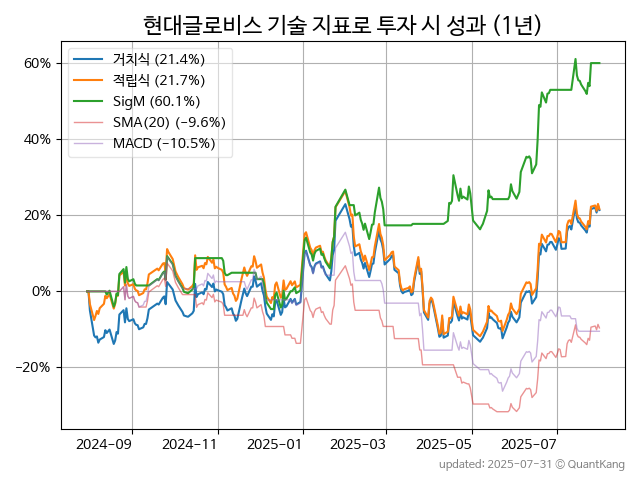 현대글로비스 기술 지표로 투자 시 성과 (1년)
60%
40%
20%
0%
−20%
거치식 (21.4%)
적립식 (21.7%)
SigM (60.1%)
SMA(20) (−9.6%)
MACD (−10.5%)
2024-09
2024-11
2025-01
2025-03
2025-05
2025-07
updated: 2025-07-31 © QuantKang